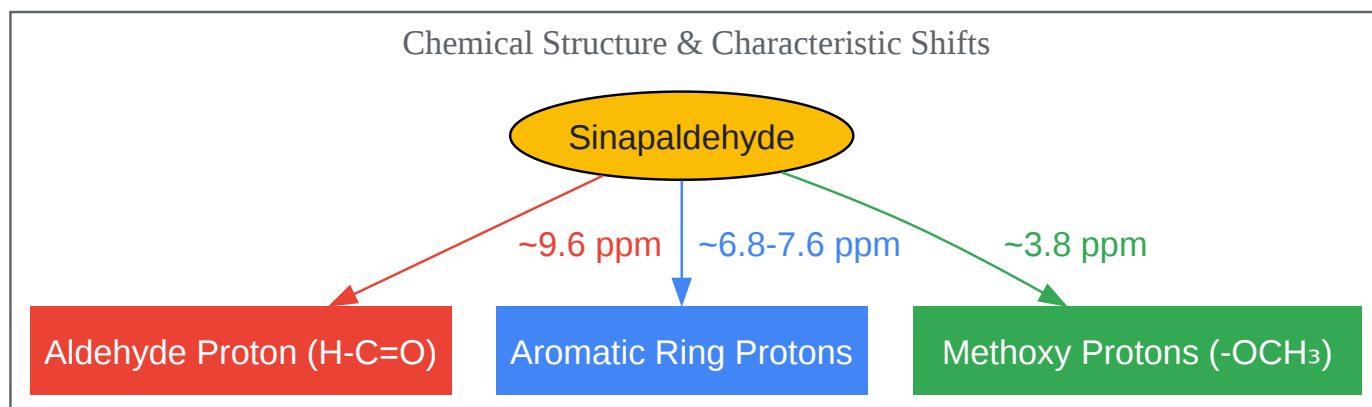 Chemical Structure & Characteristic Shifts
Sinapaldehyde
~9.6 ppm
~6.8-7.6 ppm
~3.8 ppm
Aldehyde Proton (H-C=O)
Aromatic Ring Protons
Methoxy Protons (-OCH₃)